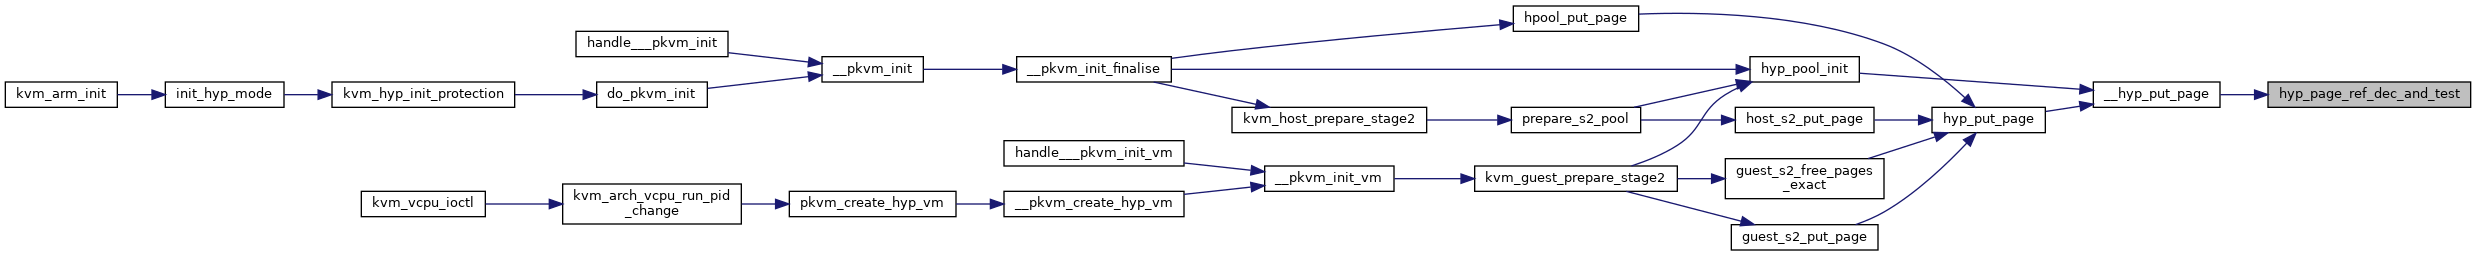 kvm_arm_init
init_hyp_mode
kvm_hyp_init_protection
handle___pkvm_init
do_pkvm_init
__pkvm_init
__pkvm_init_finalise
hpool_put_page
hyp_pool_init
kvm_host_prepare_stage2
prepare_s2_pool
host_s2_put_page
hyp_put_page
__hyp_put_page
hyp_page_ref_dec_and_test
handle___pkvm_init_vm
__pkvm_init_vm
kvm_guest_prepare_stage2
guest_s2_free_pages
_exact
kvm_vcpu_ioctl
kvm_arch_vcpu_run_pid
_change
pkvm_create_hyp_vm
__pkvm_create_hyp_vm
guest_s2_put_page